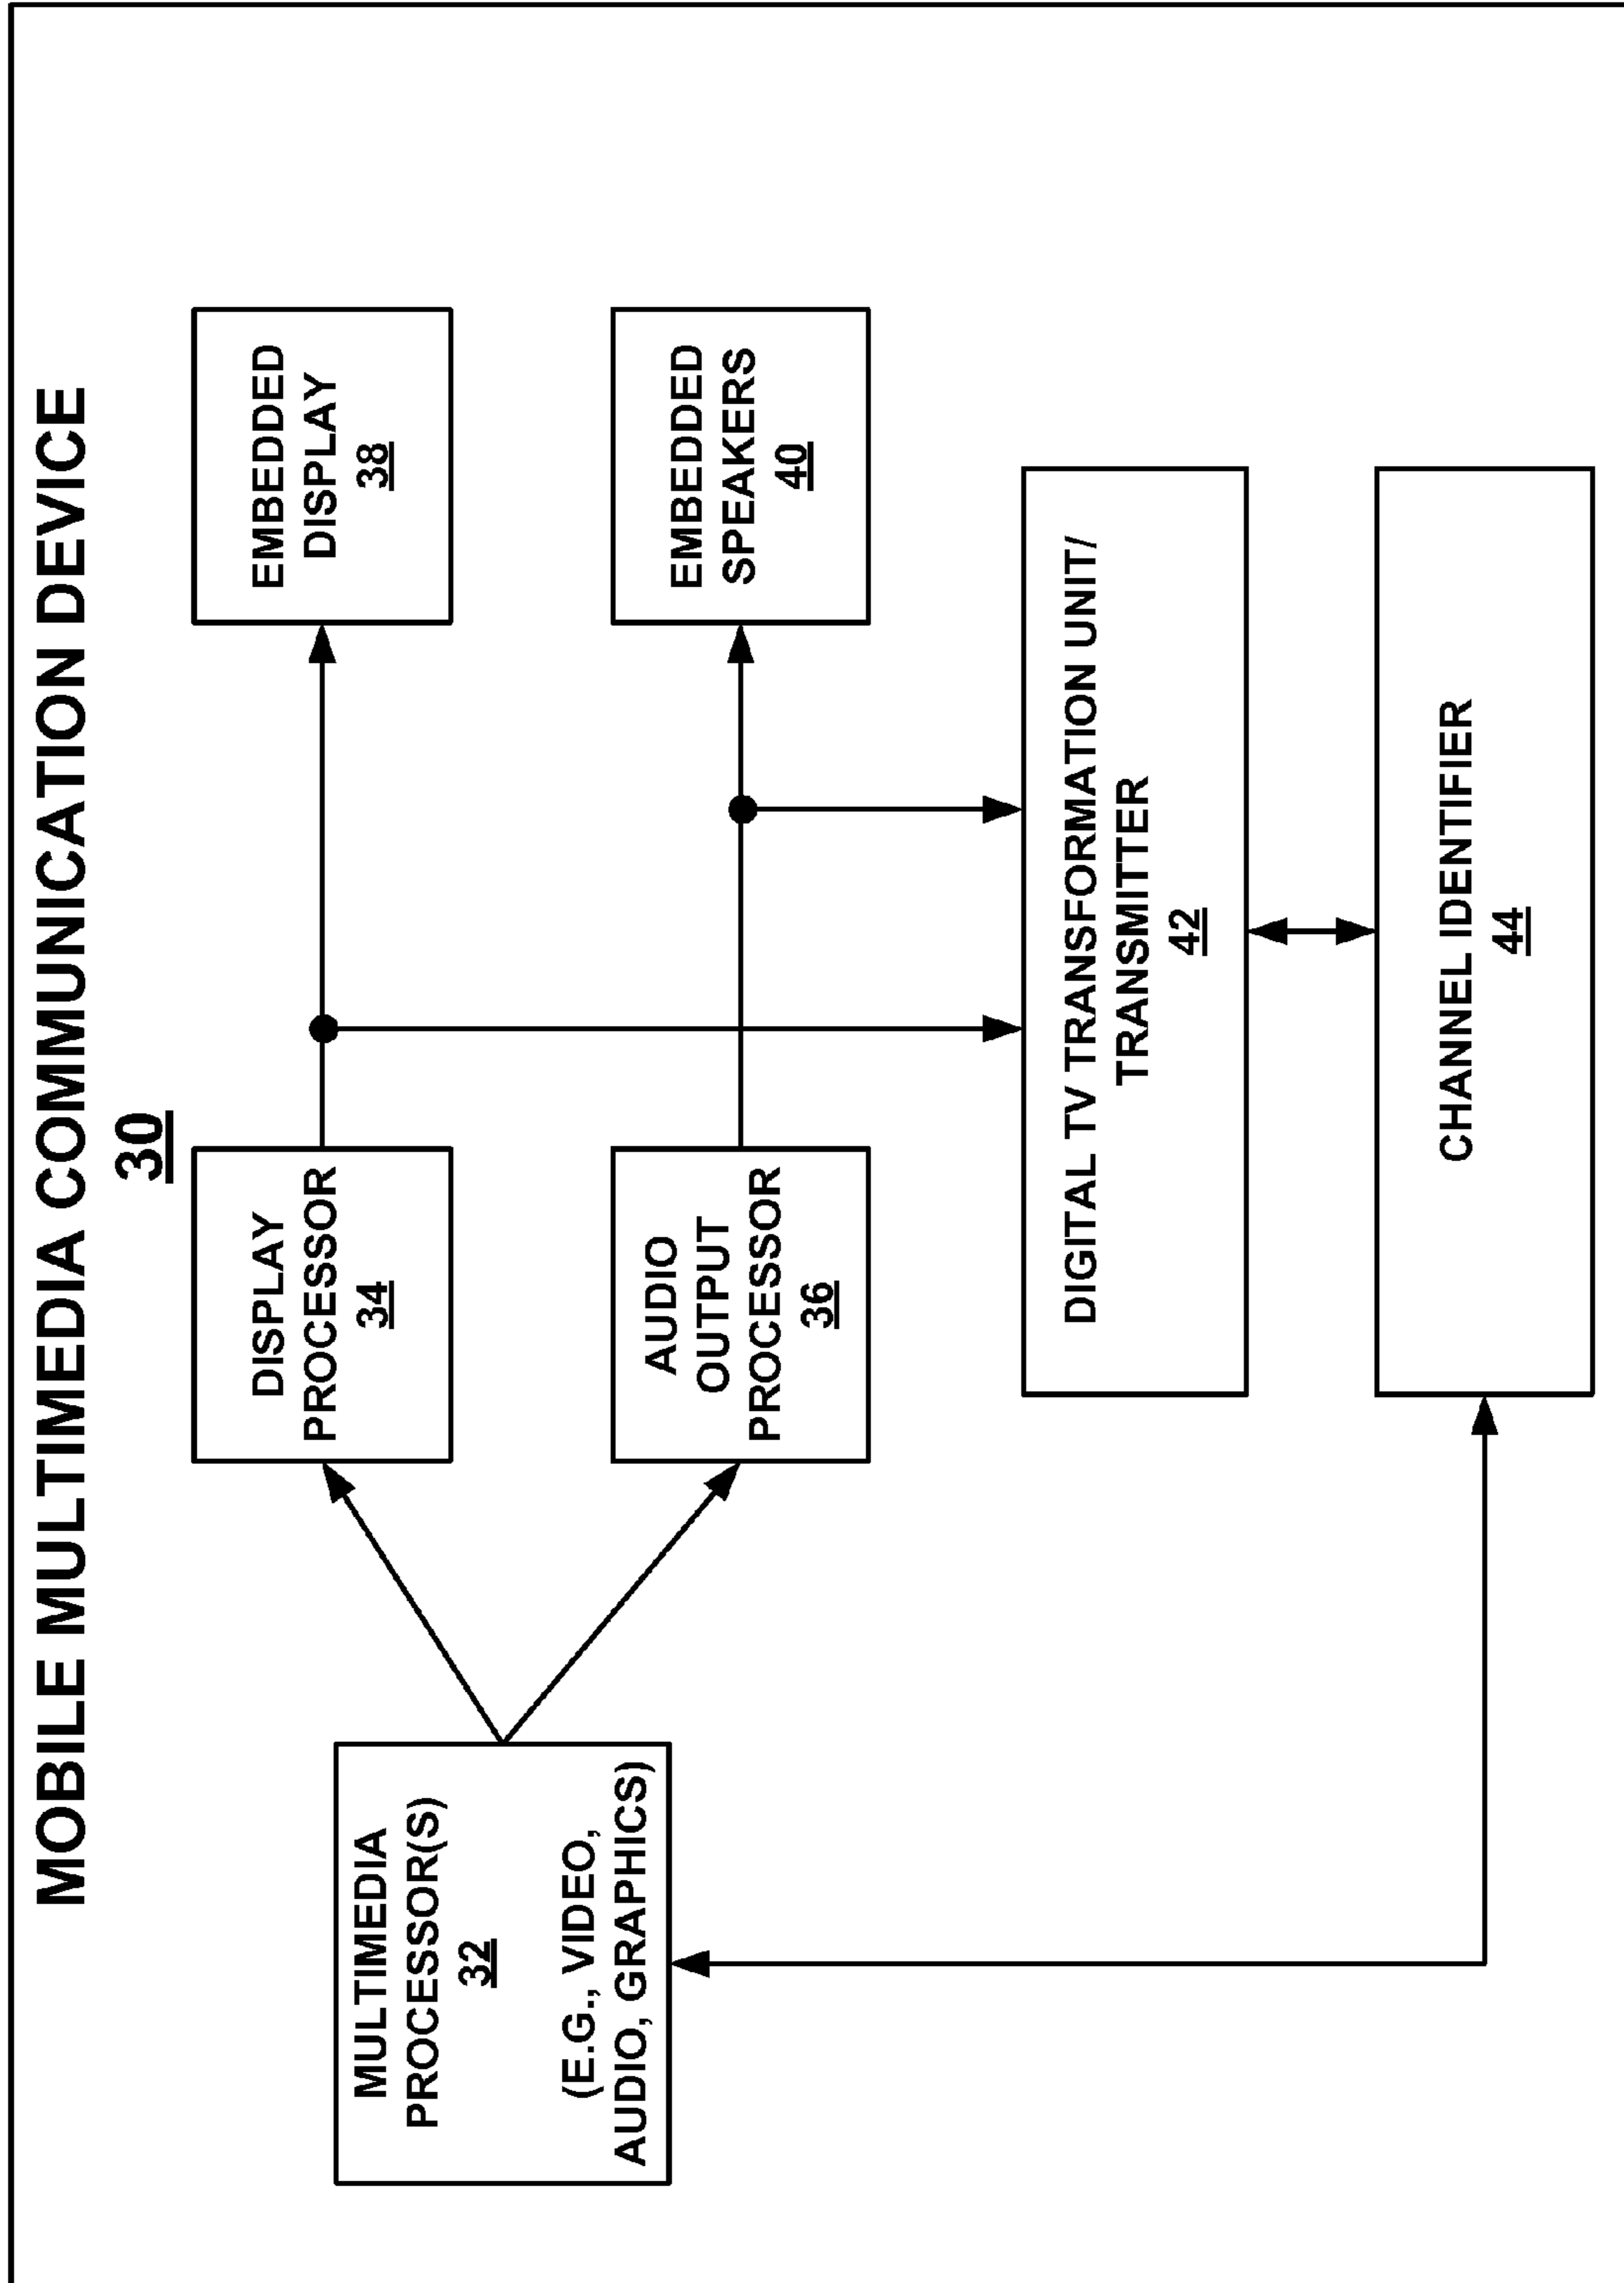 MOBILE MULTIMEDIA COMMUNICATION DEVICE
30
MULTIMEDIA
PROCESSOR(S)
32
(E.G., VIDEO,
AUDIO, GRAPHICS)
DISPLAY
PROCESSOR
34
EMBEDDED
DISPLAY
38
AUDIO
OUTPUT
PROCESSOR
36
EMBEDDED
SPEAKERS
40
DIGITAL TV TRANSFORMATION UNIT/
TRANSMITTER
42
CHANNEL IDENTIFIER
44